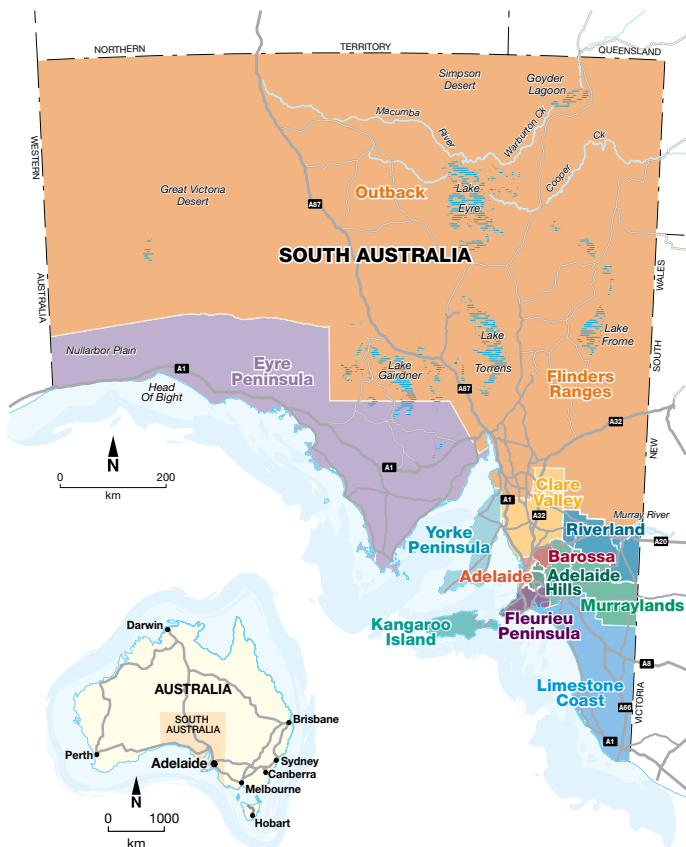 NORTHERN
TERRITORY
QUEENSLAND
Simpson
Desert
Goyder
Lagoon
Macumba
River
Warburton Ck
Cooper
Ck
WESTERN
AUSTRALIA
Great Victoria
Desert
Outback
Lake
Eyre
A87
SOUTH AUSTRALIA
WALES
SOUTH
NEW
Nullarbor Plain
A1
Eyre
Peninsula
Head
Of Bight
Lake
Gairdner
Lake
Torrens
Lake
Frome
A87
Flinders
Ranges
A32
N
0
200
km
A1
Clare
Valley
A1
A32
Murray River
Riverland
A20
Yorke
Peninsula
Barossa
Adelaide
Adelaide
Hills
Murraylands
Kangaroo
Island
Fleurieu
Peninsula
A8
Limestone
Coast
A66
A1
VICTORIA
Darwin
AUSTRALIA
SOUTH
AUSTRALIA
Brisbane
Perth
Adelaide
Sydney
Canberra
Melbourne
Hobart
N
0
1000
km